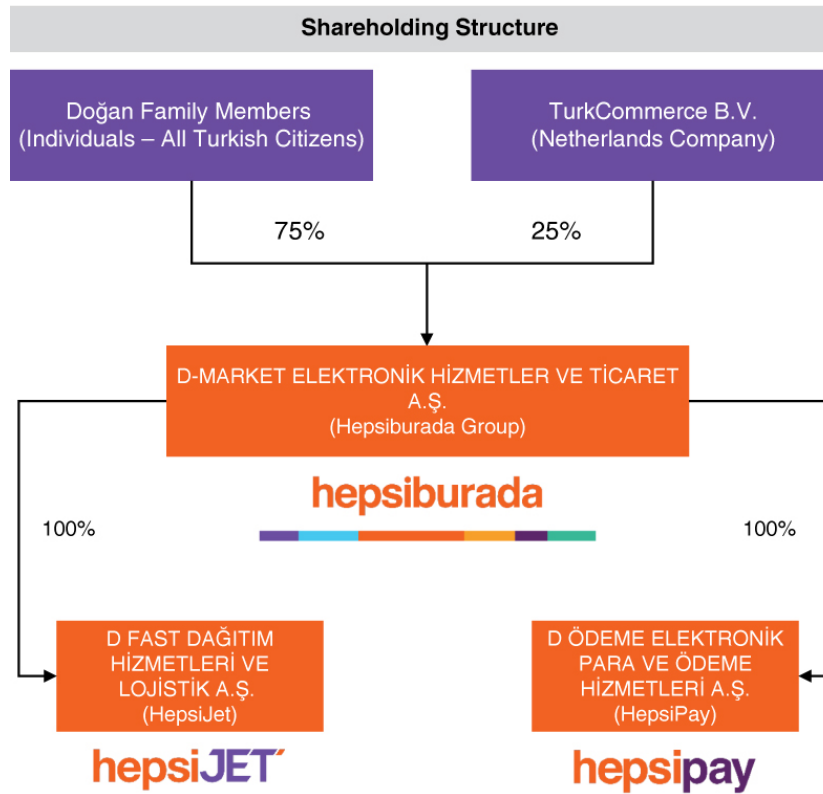 Shareholding Structure
Doğan Family Members
(Individuals – All Turkish Citizens)
TurkCommerce B.V.
(Netherlands Company)
75%
25%
D-MARKET ELEKTRONİK HİZMETLER VE TİCARET
A.Ş.
(Hepsiburada Group)
hepsiburada
100%
100%
D FAST DAĞITIM
HİZMETLERİ VE
LOJİSTİK A.Ş.
(HepsiJet)
D ÖDEME ELEKTRONİK
PARA VE ÖDEME
HİZMETLERİ A.Ş.
(HepsiPay)
hepsiJET
hepsipay